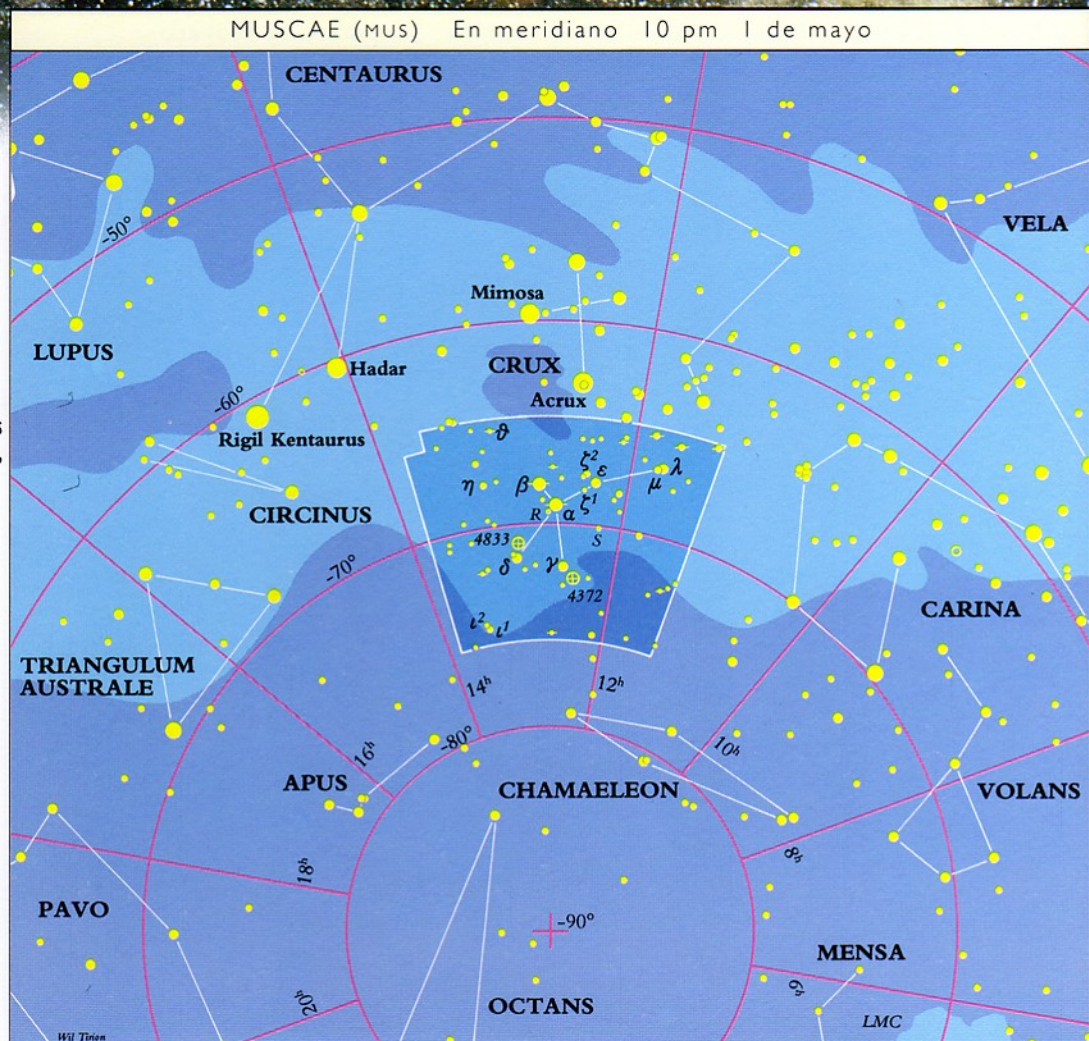 MUSCAE (MUS) En meridiano 10 pm 1 de mayo
CENTAURUS
VELA
-50°
Mimosa
LUPUS
CRUX
Hadar
Acrux
-60°
Rigil Kentaurus
ϑ
ζ²
ε
λ
η
β
μ
ζ¹
CIRCINUS
R
α
4833
S
-70°
δ
γ
4372
CARINA
ι²
ι¹
TRIANGULUM
AUSTRALE
14h
12h
-80°
16h
10h
APUS
CHAMAELEON
VOLANS
8h
18h
PAVO
-90°
MENSA
6h
20h
OCTANS
LMC
Wil Tirion